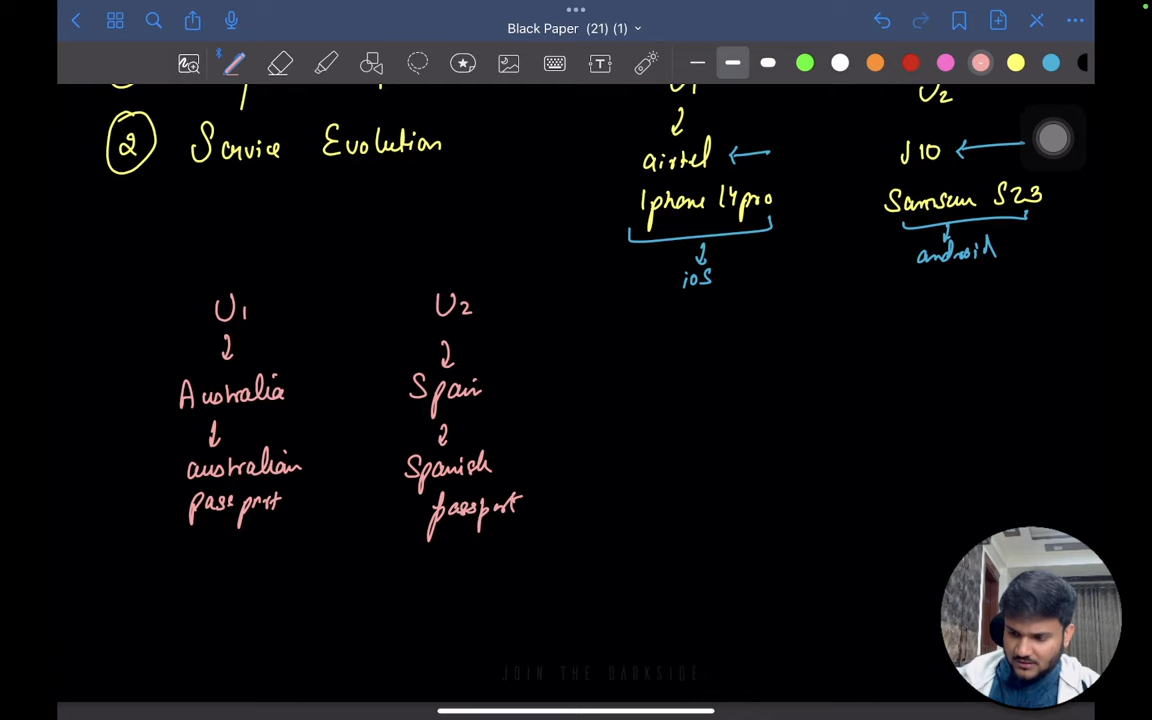 Black Paper (21) (1)
2 Service Evolution
U2
airtel
Iphone 14pro
iOS
J10
Samsun S23
android
U1
Australia
australian
passport
U2
Spain
Spanish
passport
JOIN THE DARKSIDE